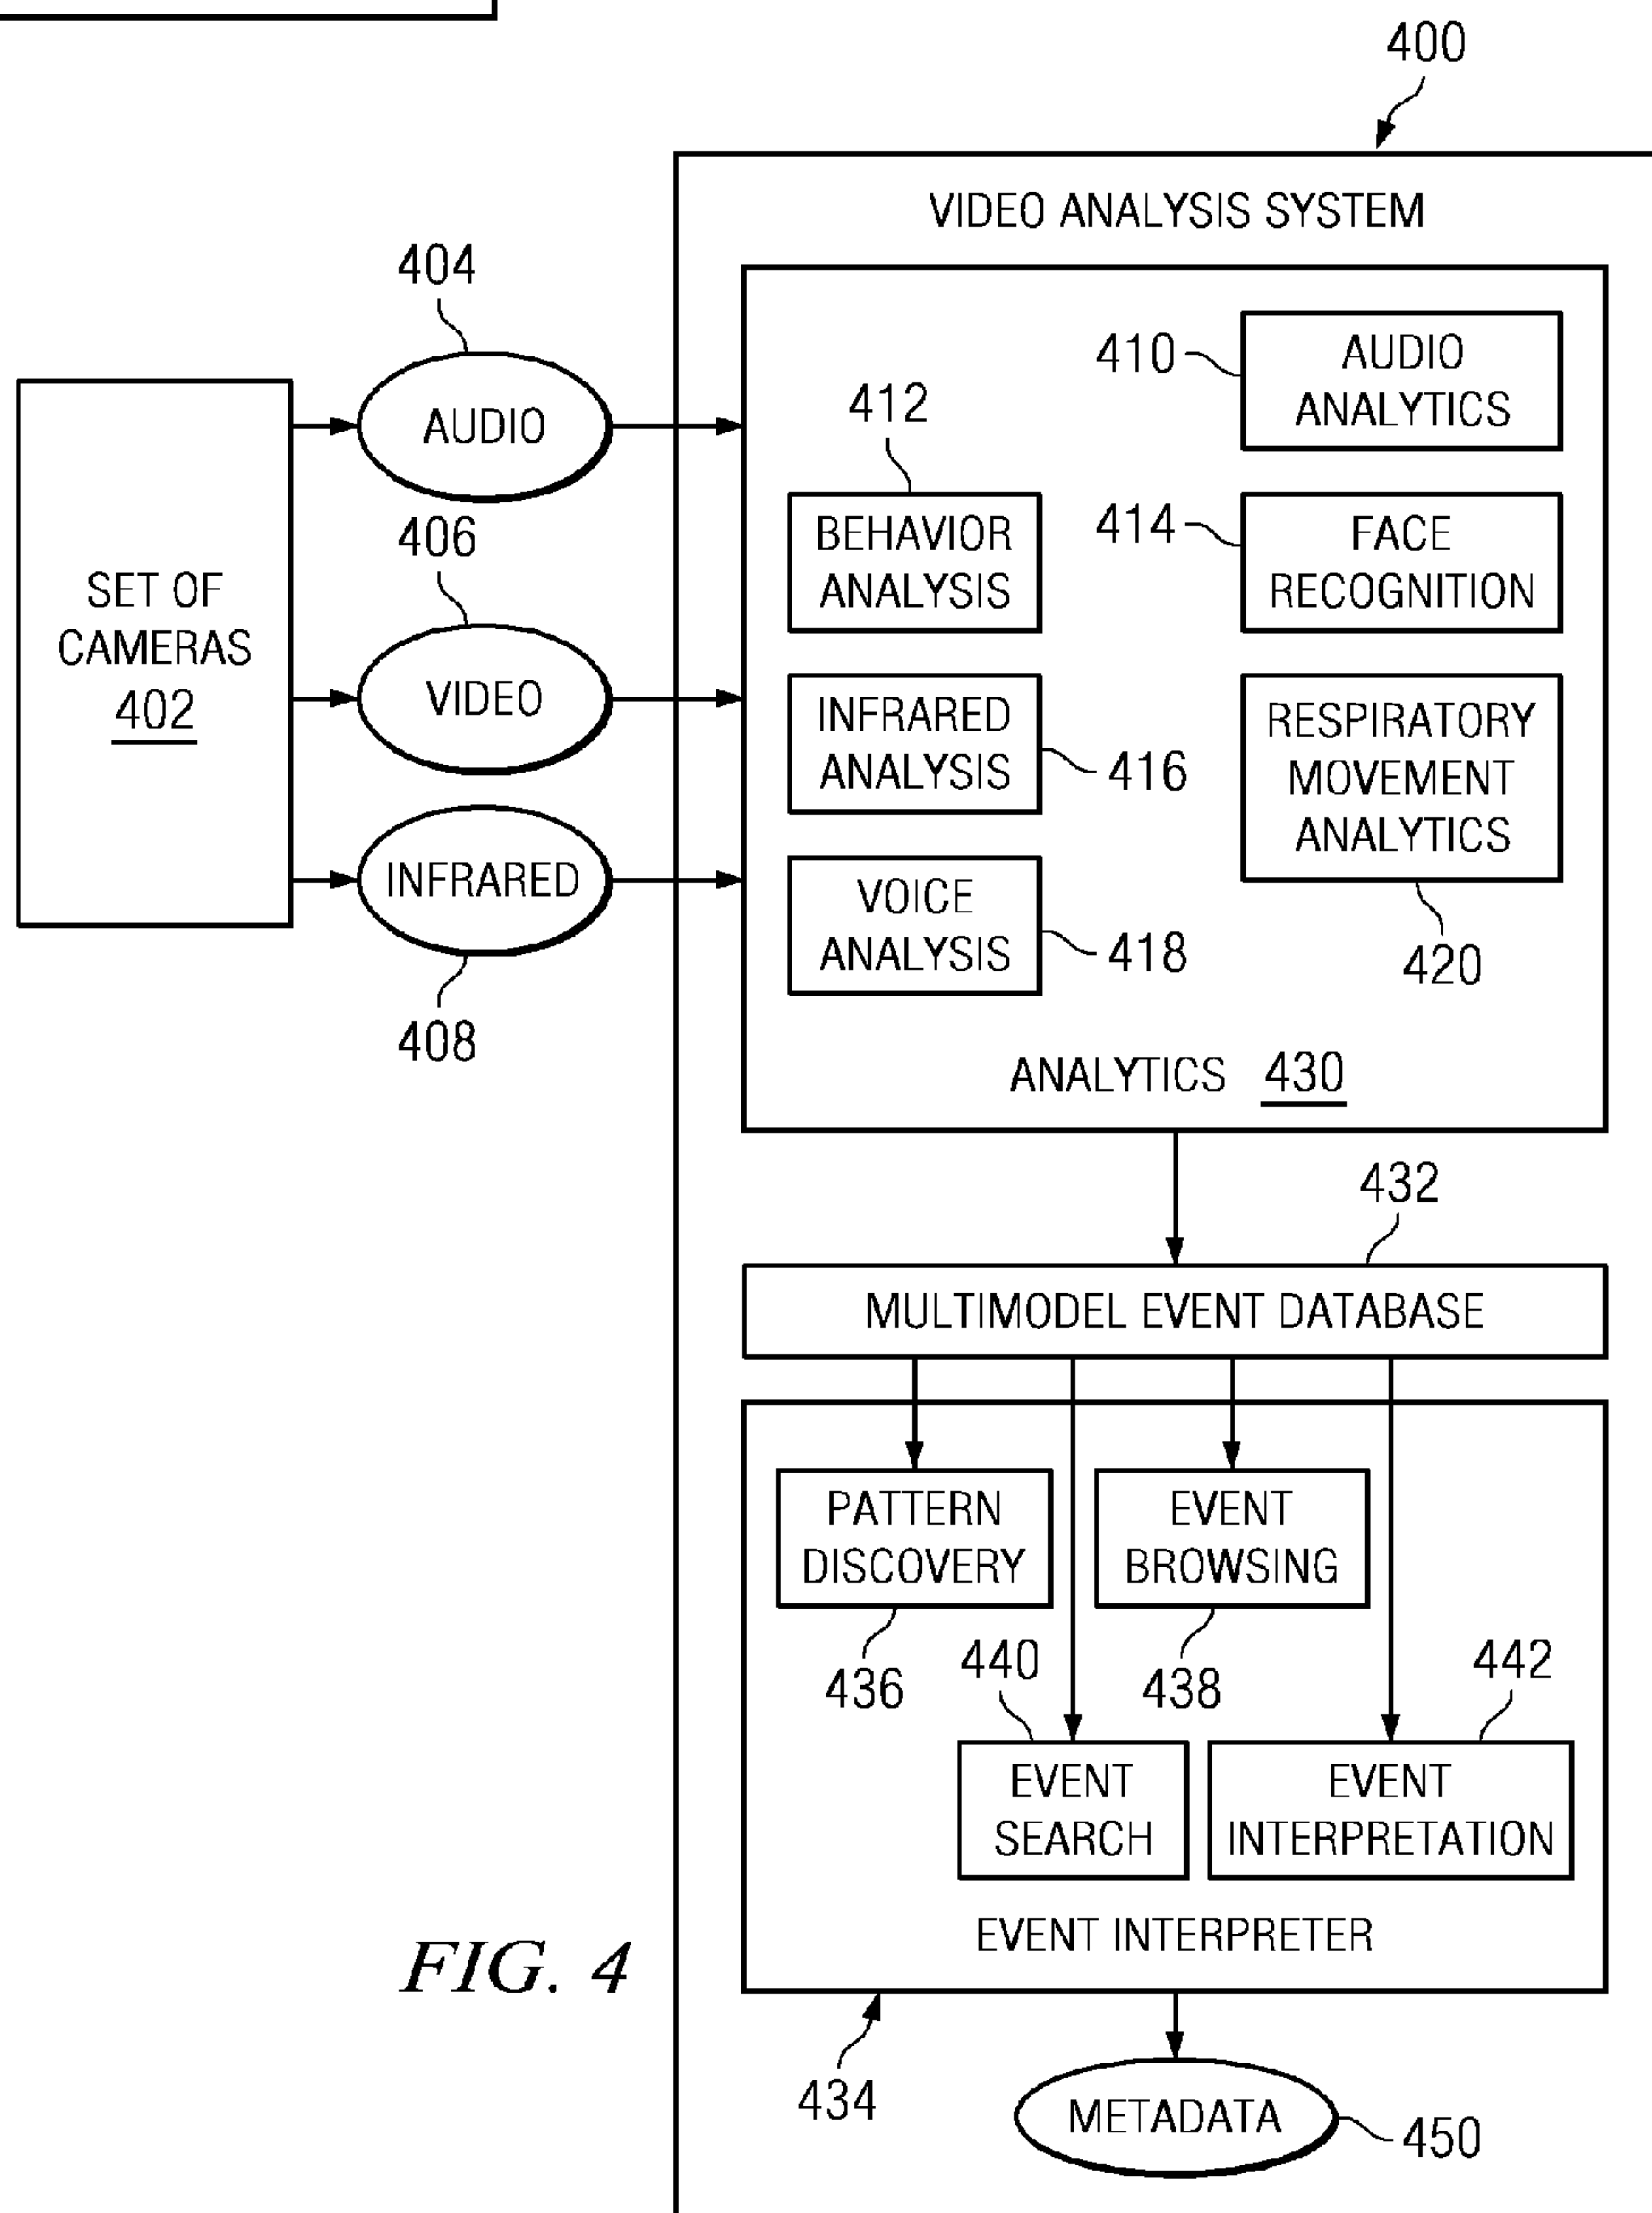 400
VIDEO ANALYSIS SYSTEM
404
AUDIO
406
VIDEO
INFRARED
408
SET OF
CAMERAS
402
410
AUDIO
ANALYTICS
412
BEHAVIOR
ANALYSIS
414
FACE
RECOGNITION
INFRARED
ANALYSIS
416
RESPIRATORY
MOVEMENT
ANALYTICS
420
VOICE
ANALYSIS
418
ANALYTICS 430
432
MULTIMODEL EVENT DATABASE
PATTERN
DISCOVERY
436
EVENT
BROWSING
438
440
EVENT
SEARCH
442
EVENT
INTERPRETATION
EVENT INTERPRETER
434
METADATA
450
FIG. 4